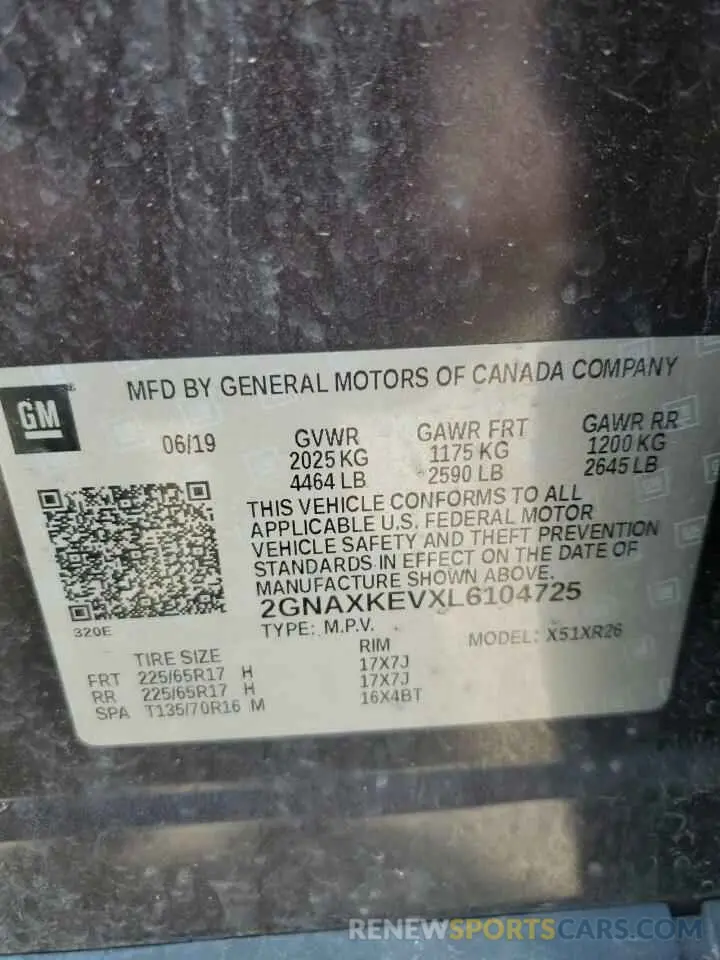 MFD BY GENERAL MOTORS OF CANADA COMPANY
GM
06/19
GVWR GAWR FRT GAWR RR
2025 KG 1175 KG 1200 KG
4464 LB 2590 LB 2645 LB
THIS VEHICLE CONFORMS TO ALL
APPLICABLE U.S. FEDERAL MOTOR
VEHICLE SAFETY AND THEFT PREVENTION
STANDARDS IN EFFECT ON THE DATE OF
MANUFACTURE SHOWN ABOVE.
2GNAXKEVXL6104725
320E
TYPE: M.P.V. MODEL: X51XR26
TIRE SIZE RIM
FRT 225/65R17 H 17X7J
RR 225/65R17 H 17X7J
SPA T135/70R16 M 16X4BT
RENEWSPORTSCARS.COM